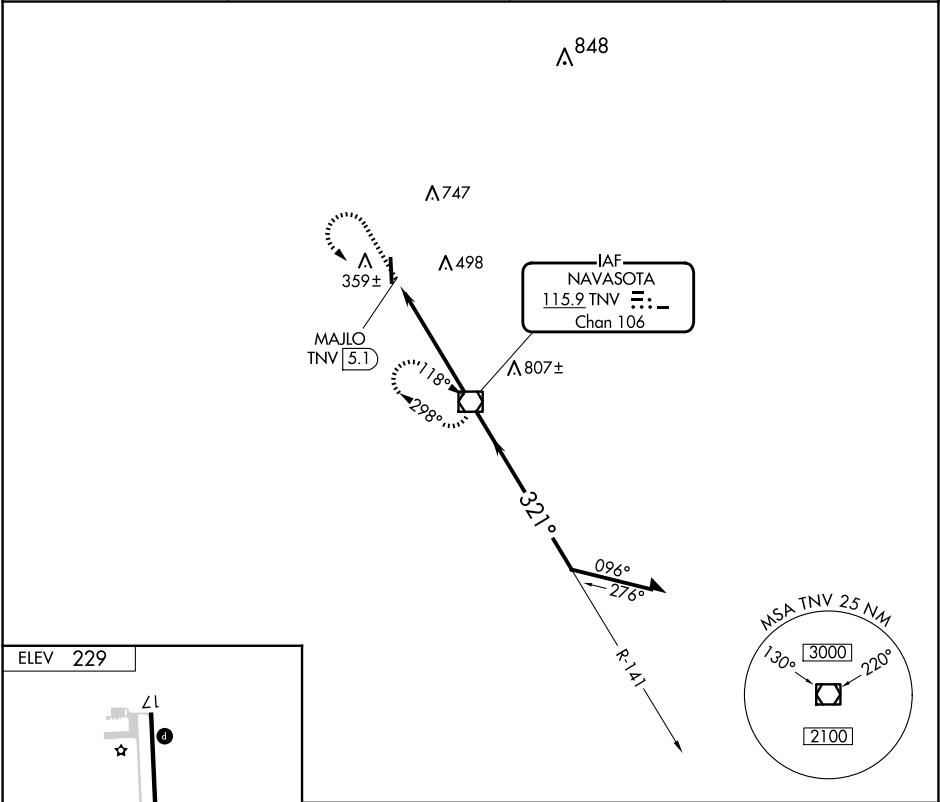 848
747
498
359±
IAF
NAVASOTA
115.9 TNV
Chan 106
MAJLO
TNV 5.1
807±
118°
298°
321°
096°
276°
R-141
MSA TNV 25 NM
3000
130°
220°
2100
ELEV 229
17
P